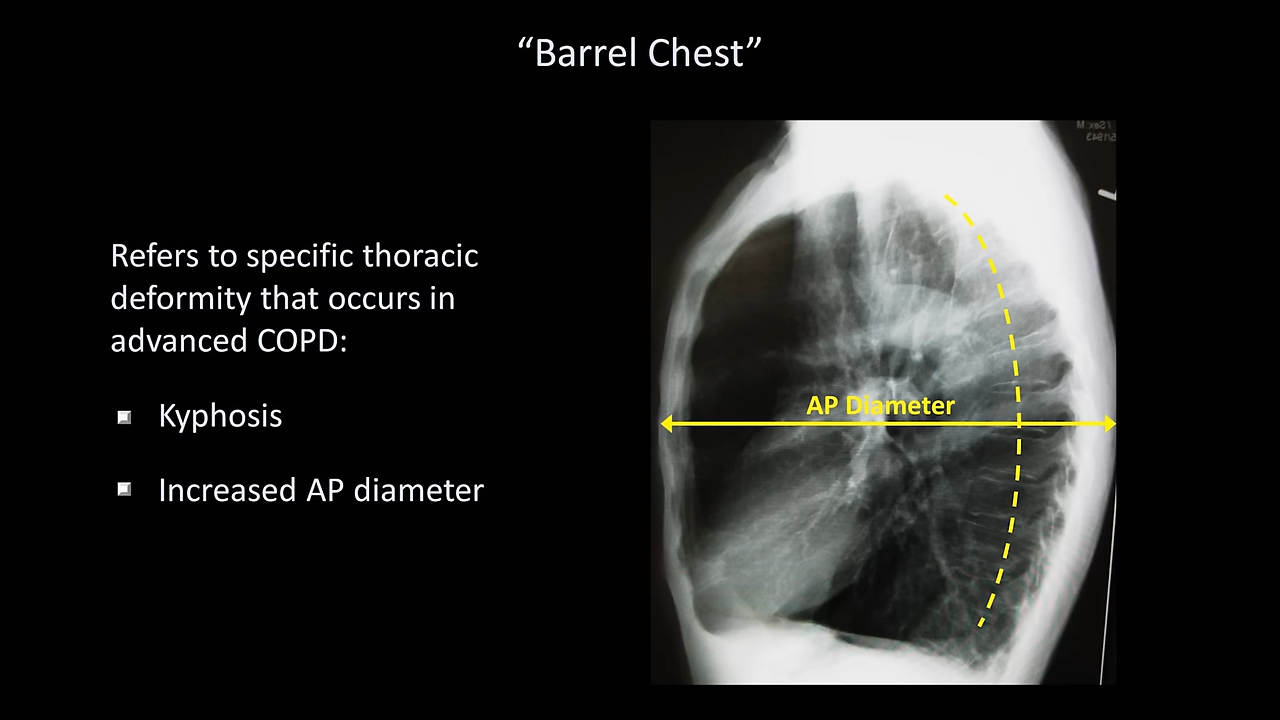 “Barrel Chest”
Refers to specific thoracic
deformity that occurs in
advanced COPD:
Kyphosis
Increased AP diameter
AP Diameter